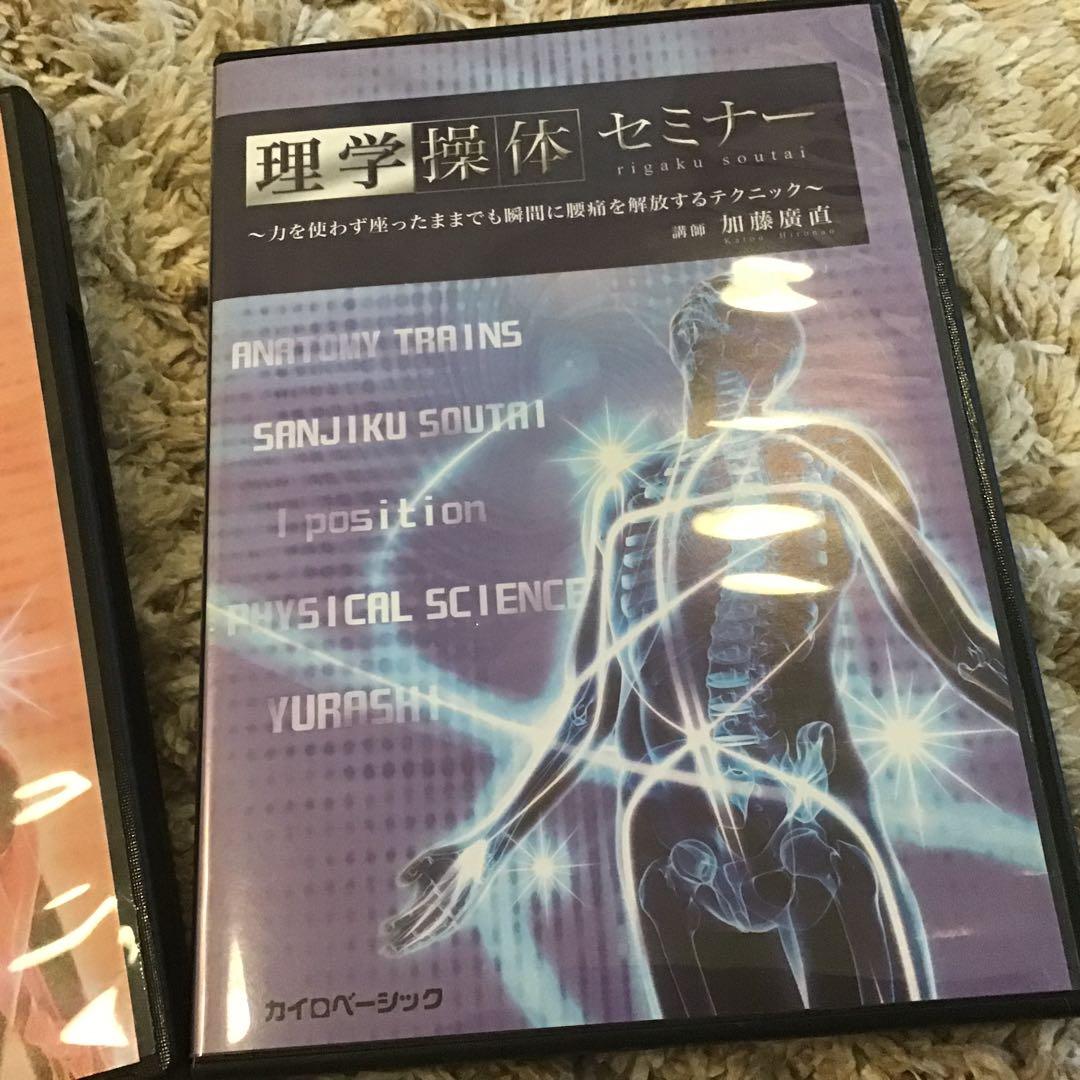 理学操体 セミナー
rigaku soutai
～力を使わず座ったままでも瞬間に腰痛を解放するテクニック～
講師 加藤廣直
Katou Hironao
ANATOMY TRAINS
SANJIKU SOUTAI
I position
PHYSICAL SCIENCE
YURASHI
カイロベーシック